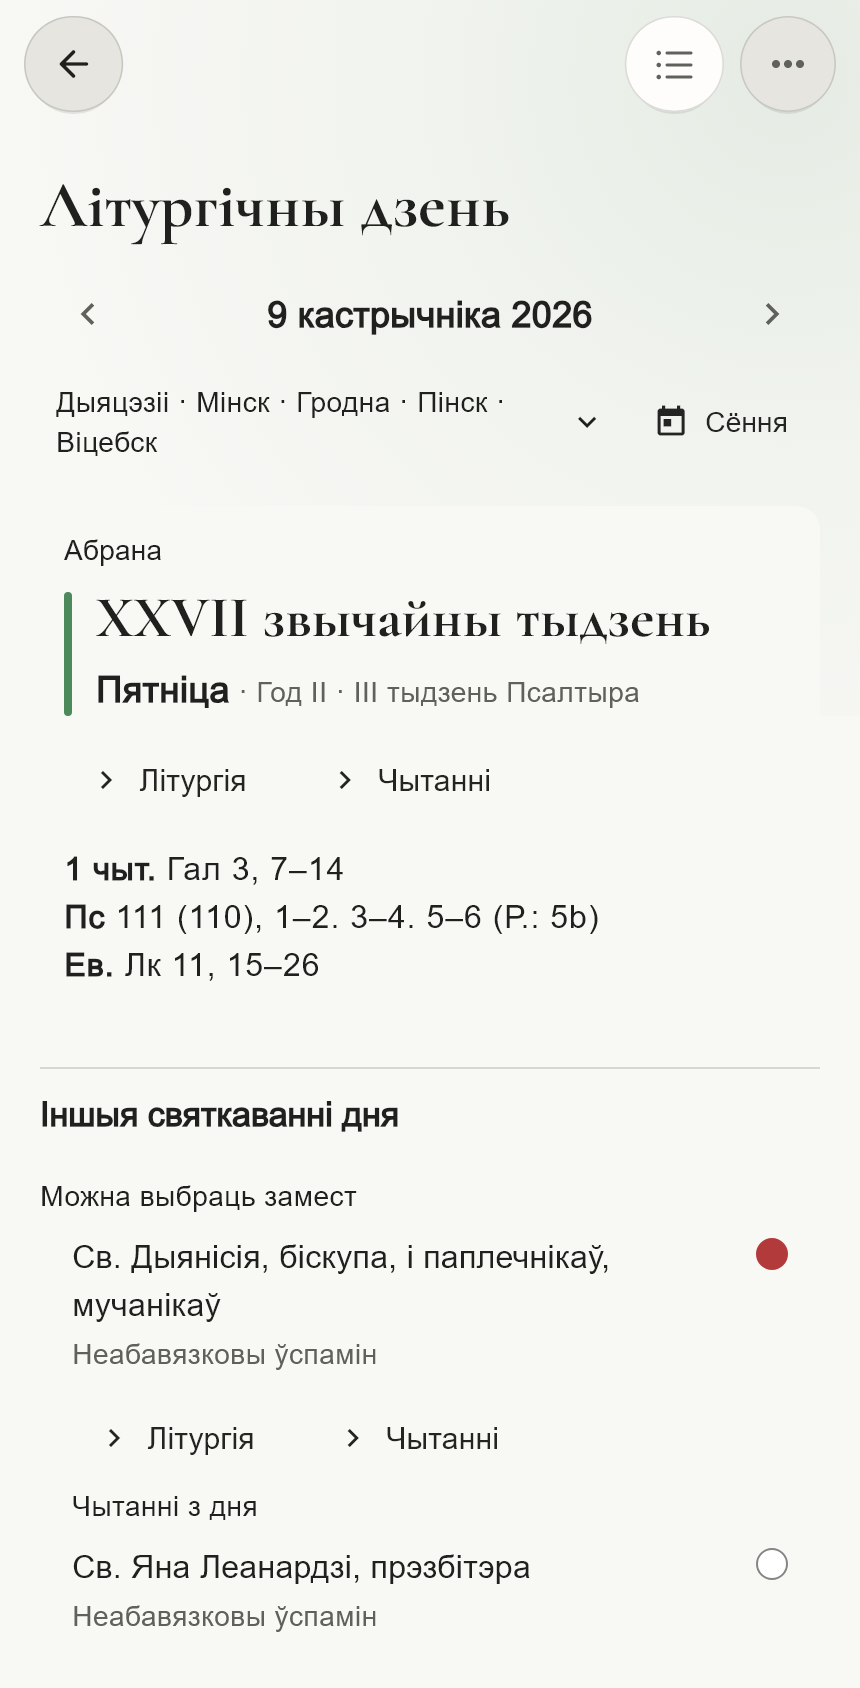 Літургічны дзень
9 кастрычніка 2026
Дыяцэзіі · Мінск · Гродна · Пінск ·
Віцебск
Сёння
Абрана
XXVII звычайны тыдзень
Пятніца · Год II · III тыдзень Псалтыра
Літургія
Чытанні
1 чыт. Гал 3, 7–14
Пс 111 (110), 1–2. 3–4. 5–6 (Р.: 5b)
Ев. Лк 11, 15–26
Іншыя святкаванні дня
Можна выбраць замест
Св. Дыянісія, біскупа, і паплечнікаў,
мучанікаў
Неабавязковы ўспамін
Літургія
Чытанні
Чытанні з дня
Св. Яна Леанардзі, прэзбітэра
Неабавязковы ўспамін